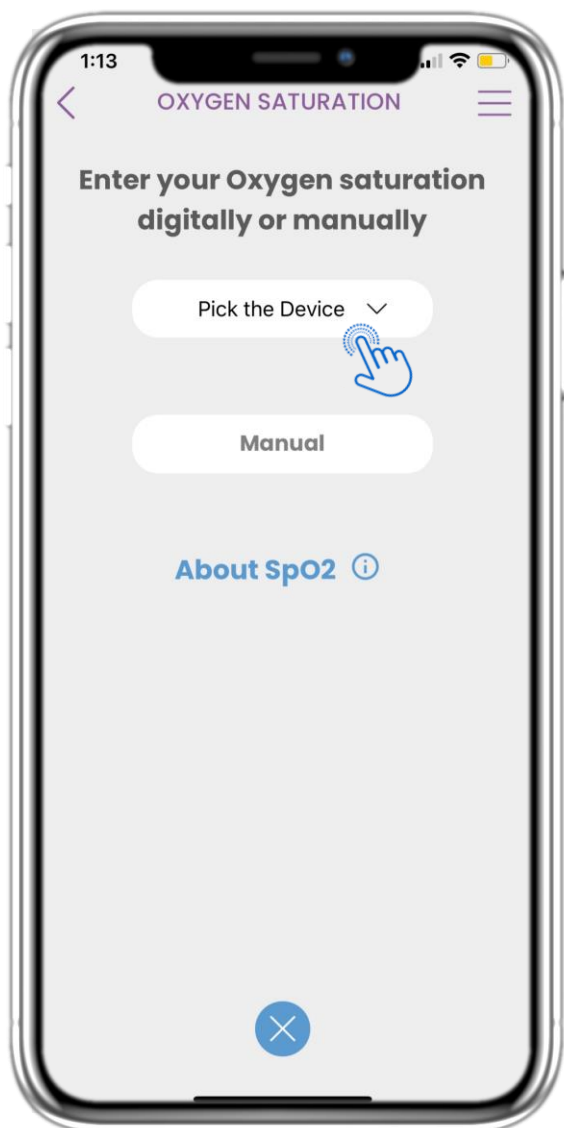 1:13
OXYGEN SATURATION
Enter your Oxygen saturation
digitally or manually
Pick the Device
Manual
About SpO2